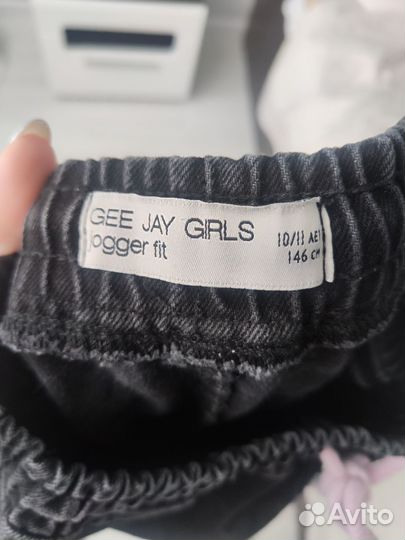 GEE JAY GIRLS
jogger fit
10/11 ЛЕТ
146 СМ
Avito